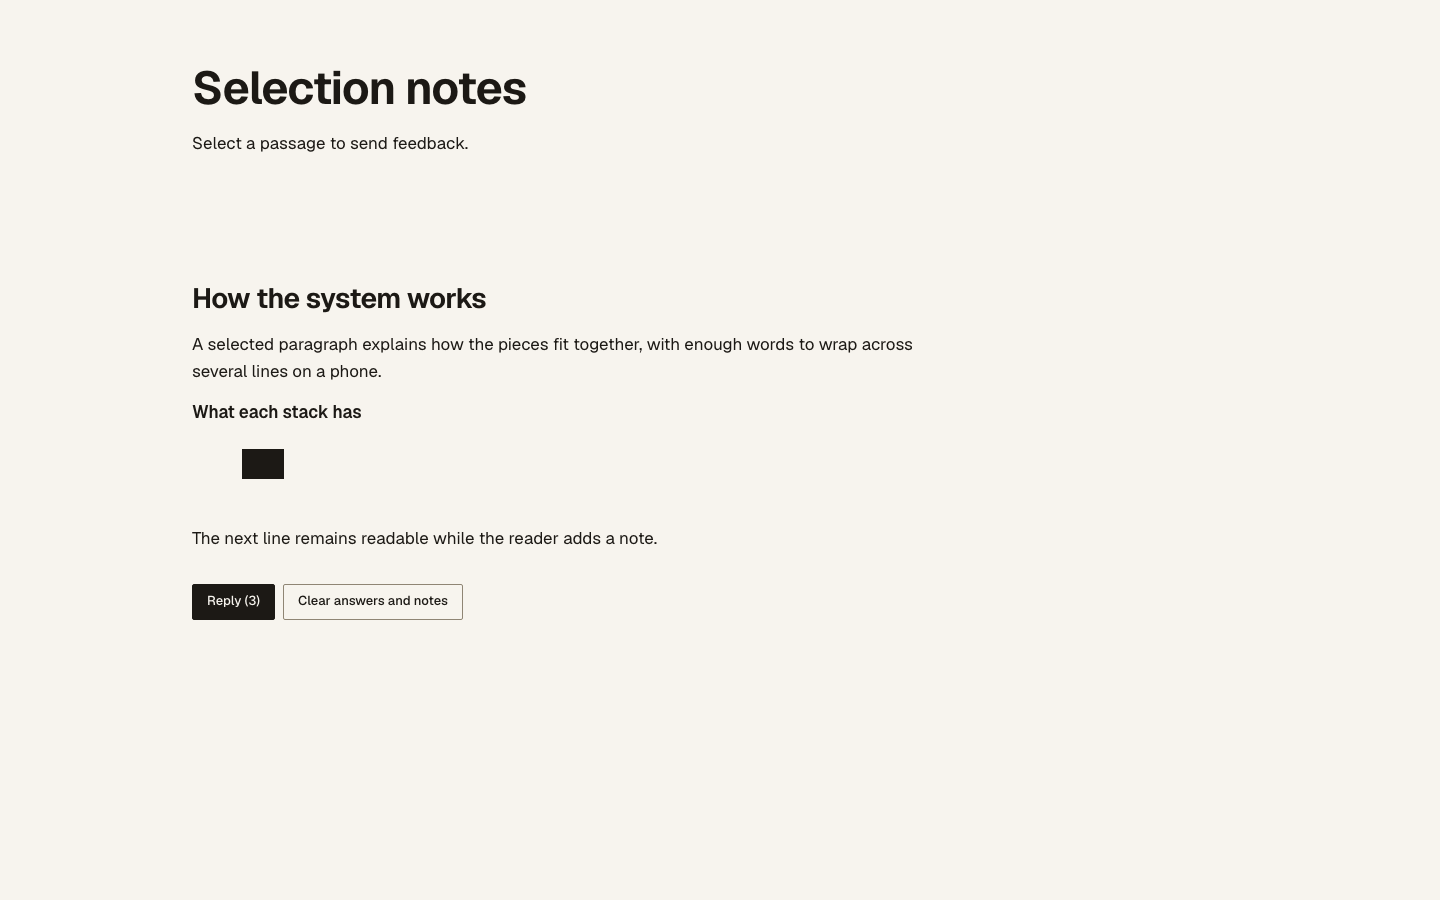 Selection notes
Select a passage to send feedback.
How the system works
A selected paragraph explains how the pieces fit together, with enough words to wrap across
several lines on a phone.
What each stack has
The next line remains readable while the reader adds a note.
Reply (3)
Clear answers and notes